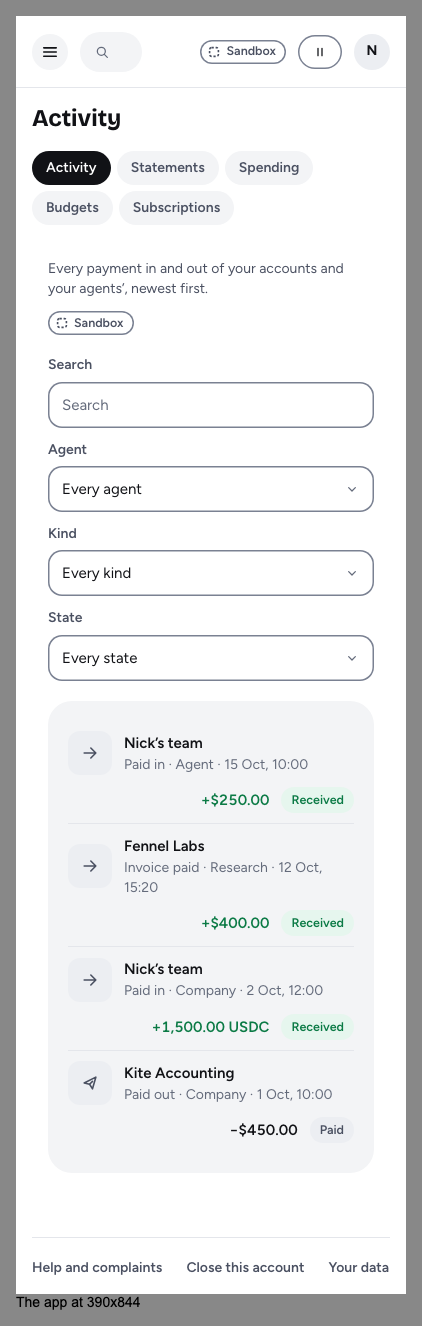 Sandbox
N
Activity
Activity
Statements
Spending
Budgets
Subscriptions
Every payment in and out of your accounts and
your agents’, newest first.
Sandbox
Search
Search
Agent
Every agent
Kind
Every kind
State
Every state
Nick’s team
Paid in · Agent · 15 Oct, 10:00
+$250.00
Received
Fennel Labs
Invoice paid · Research · 12 Oct,
15:20
+$400.00
Received
Nick’s team
Paid in · Company · 2 Oct, 12:00
+1,500.00 USDC
Received
Kite Accounting
Paid out · Company · 1 Oct, 10:00
−$450.00
Paid
Help and complaints
Close this account
Your data
The app at 390x844